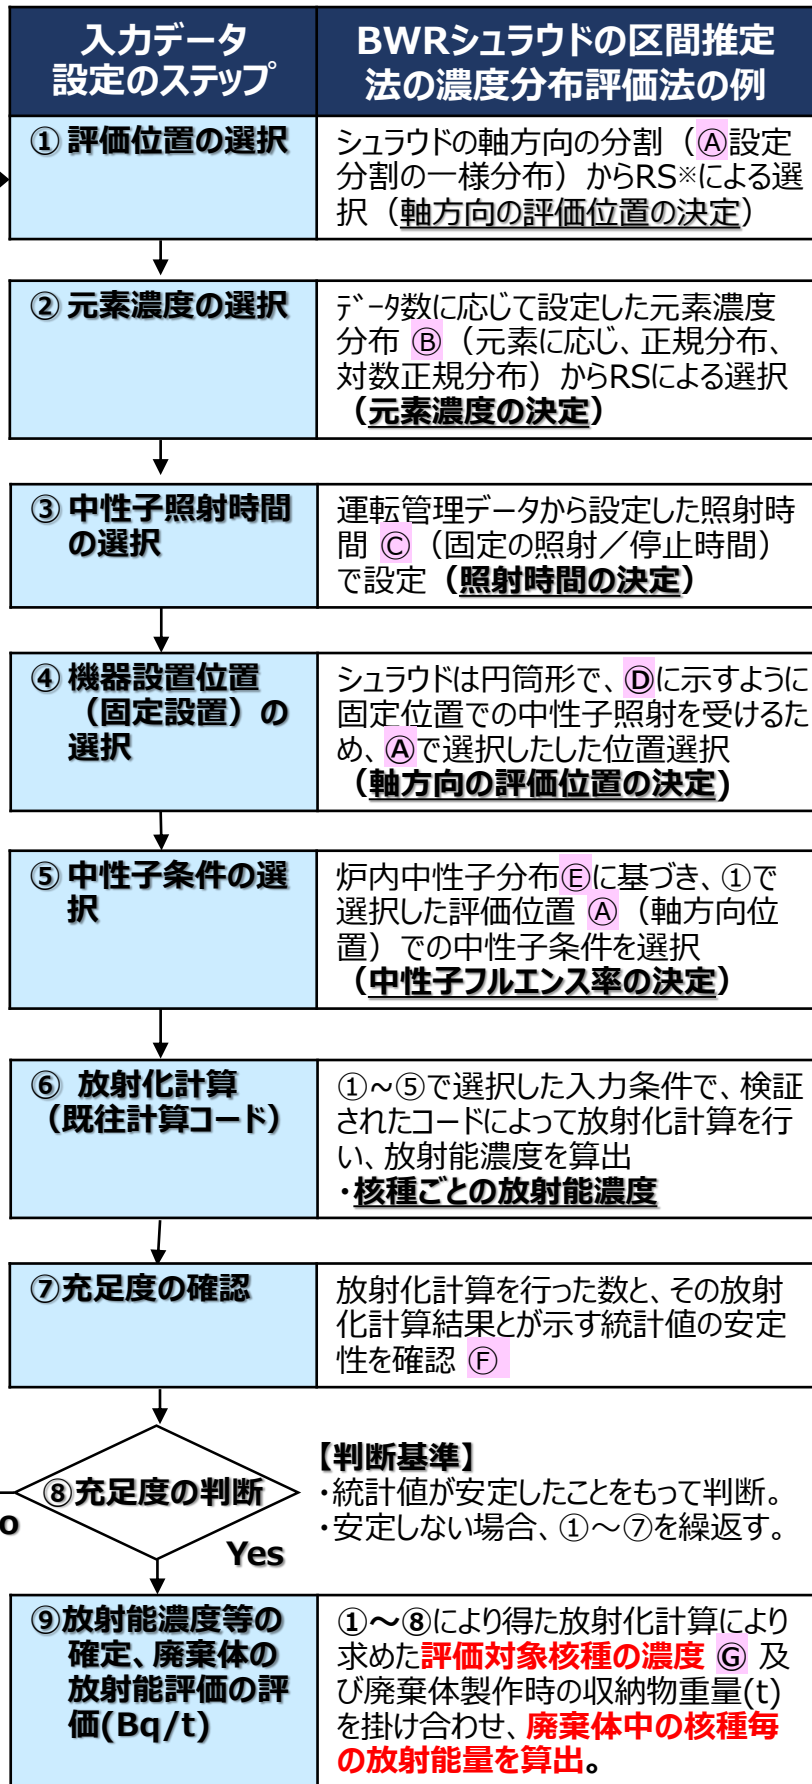 入力データ
設定のステップ
BWRシュラウドの区間推定
法の濃度分布評価法の例
① 評価位置の選択
シュラウドの軸方向の分割（Ⓐ設定
分割の一様分布）からRS※による選
択（軸方向の評価位置の決定）
② 元素濃度の選択
ﾃﾞｰﾀ数に応じて設定した元素濃度
分布 Ⓑ（元素に応じ、正規分布、
対数正規分布）からRSによる選択
（元素濃度の決定）
③ 中性子照射時間
の選択
運転管理データから設定した照射時
間 Ⓒ（固定の照射／停止時間）
で設定（照射時間の決定）
④ 機器設置位置
（固定設置）の
選択
シュラウドは円筒形で、Ⓓに示すように
固定位置での中性子照射を受けるた
め、Ⓐで選択したした位置選択
（軸方向の評価位置の決定)
⑤ 中性子条件の選
択
炉内中性子分布Ⓔに基づき、①で
選択した評価位置 Ⓐ（軸方向位
置）での中性子条件を選択
（中性子フルエンス率の決定）
⑥ 放射化計算
（既往計算コード）
①～⑤で選択した入力条件で、検証
されたコードによって放射化計算を行
い、放射能濃度を算出
・核種ごとの放射能濃度
⑦充足度の確認
放射化計算を行った数と、その放射
化計算結果とが示す統計値の安定
性を確認 Ⓕ
⑧充足度の判断
o
Yes
【判断基準】
・統計値が安定したことをもって判断。
・安定しない場合、①～⑦を繰返す。
⑨放射能濃度等の
確定、廃棄体の
放射能評価の評
価(Bq/t)
①～⑧により得た放射化計算により
求めた評価対象核種の濃度 Ⓖ 及
び廃棄体製作時の収納物重量(t)
を掛け合わせ、廃棄体中の核種毎
の放射能量を算出。